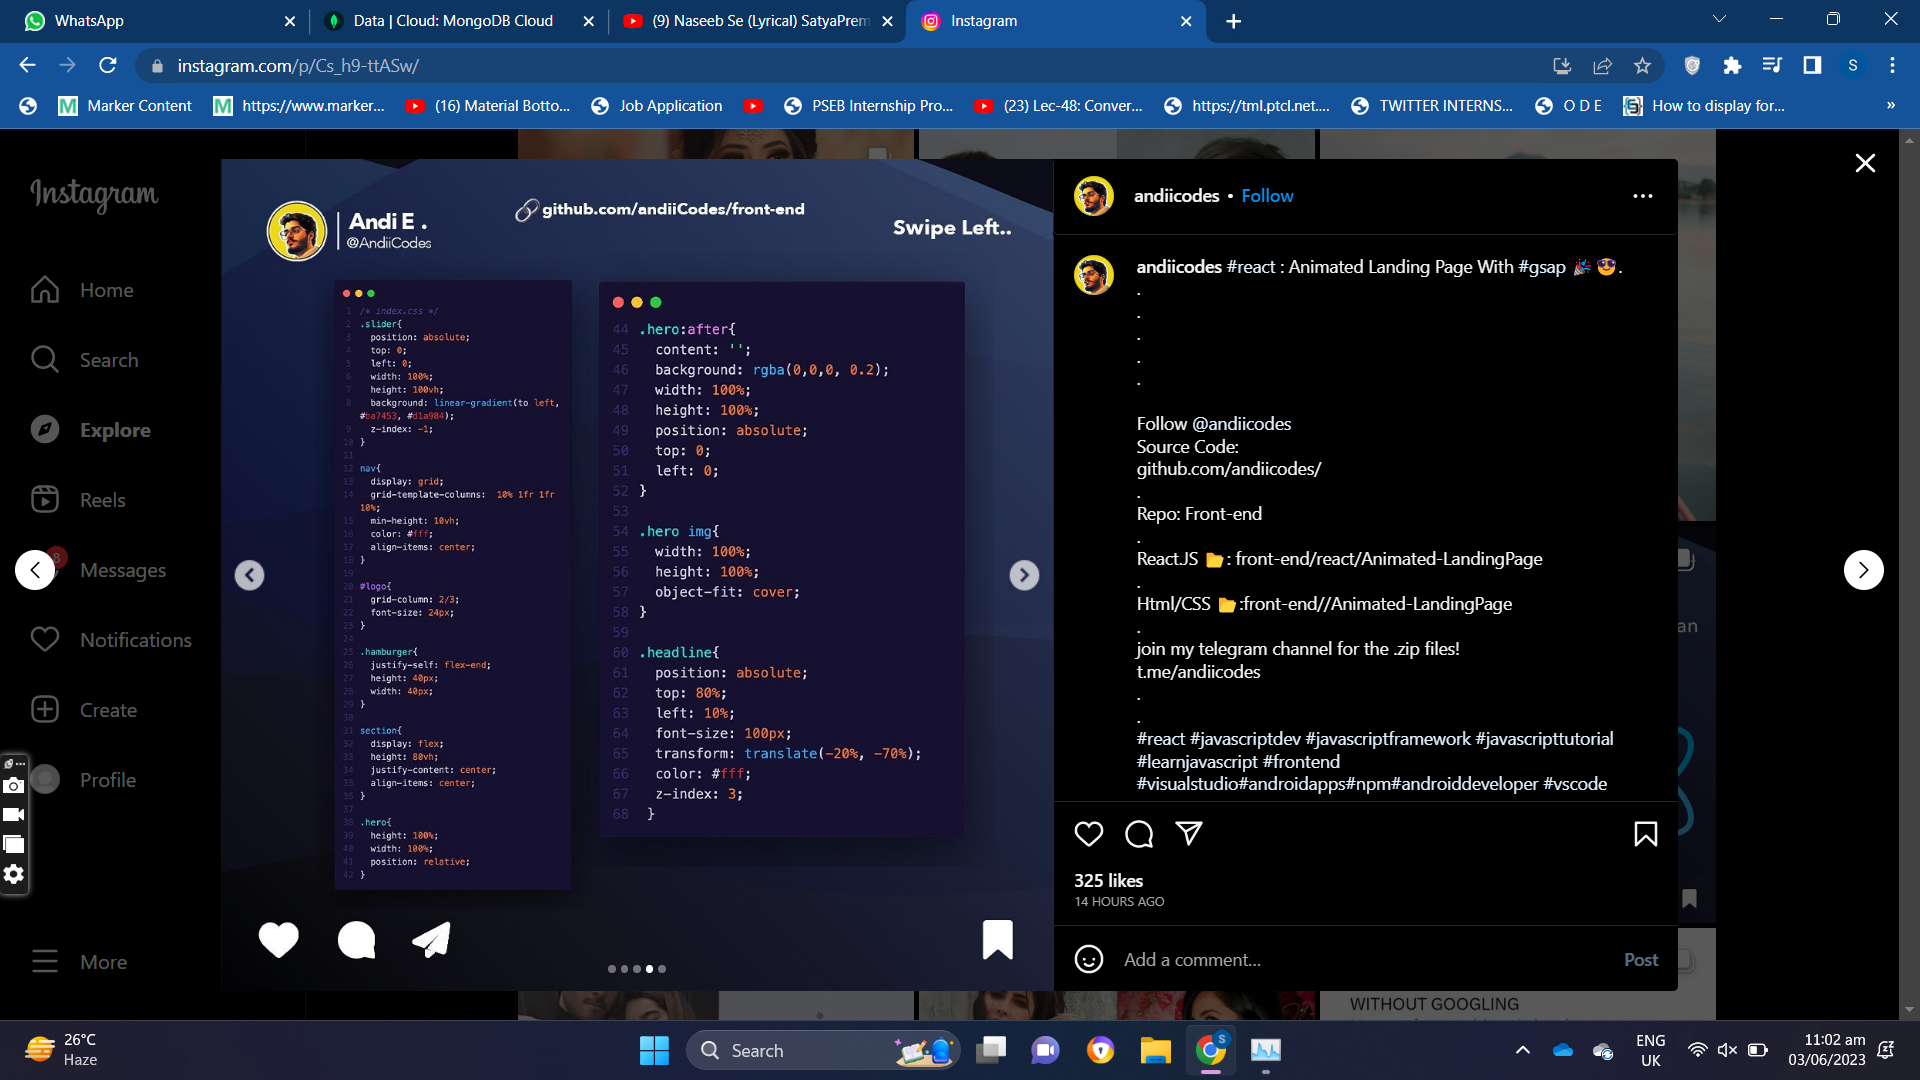 WhatsApp
Data | Cloud: MongoDB Cloud
(9) Naseeb Se (Lyrical) SatyaPrem
Instagram
instagram.com/p/Cs_h9-ttASw/
S
Marker Content
https://www.marker...
(16) Material Botto...
Job Application
PSEB Internship Pro...
(23) Lec-48: Conver...
https://tml.ptcl.net....
TWITTER INTERNS...
O D E
How to display for...
»
Instagram
Home
Search
Explore
Reels
8
Messages
Notifications
Create
Profile
More
Andi E .
@AndiiCodes
github.com/andiiCodes/front-end
Swipe Left..
1 /* index.css */
2 .slider{
3 position: absolute;
4 top: 0;
5 left: 0;
6 width: 100%;
7 height: 100vh;
8 background: linear-gradient(to left,
#ba7453, #d1a984);
9 z-index: -1;
10 }
11
12 nav{
13 display: grid;
14 grid-template-columns: 10% 1fr 1fr
10%;
15 min-height: 10vh;
16 color: #fff;
17 align-items: center;
18 }
19
20 #logo{
21 grid-column: 2/3;
22 font-size: 24px;
23 }
24
25 .hamburger{
26 justify-self: flex-end;
27 height: 40px;
28 width: 40px;
29 }
30
31 section{
32 display: flex;
33 height: 80vh;
34 justify-content: center;
35 align-items: center;
36 }
37
38 .hero{
39 height: 100%;
40 width: 100%;
41 position: relative;
42 }
44 .hero:after{
45 content: '';
46 background: rgba(0,0,0, 0.2);
47 width: 100%;
48 height: 100%;
49 position: absolute;
50 top: 0;
51 left: 0;
52 }
53
54 .hero img{
55 width: 100%;
56 height: 100%;
57 object-fit: cover;
58 }
59
60 .headline{
61 position: absolute;
62 top: 80%;
63 left: 10%;
64 font-size: 100px;
65 transform: translate(-20%, -70%);
66 color: #fff;
67 z-index: 3;
68 }
andiicodes • Follow
andiicodes #react : Animated Landing Page With #gsap 🎉 😎.
.
.
.
.
.
Follow @andiicodes
Source Code:
github.com/andiicodes/
.
Repo: Front-end
.
React.JS 📂: front-end/react/Animated-LandingPage
.
Html/CSS 📂:front-end//Animated-LandingPage
.
join my telegram channel for the .zip files!
t.me/andiicodes
.
.
#react #javascriptdev #javascriptframework #javascripttutorial
#learnjavascript #frontend
#visualstudio#androidapps#npm#androiddeveloper #vscode
325 likes
14 HOURS AGO
Add a comment...
Post
an
WITHOUT GOOGLING
26°C
Haze
Search
S
ENG
UK
11:02 am
03/06/2023